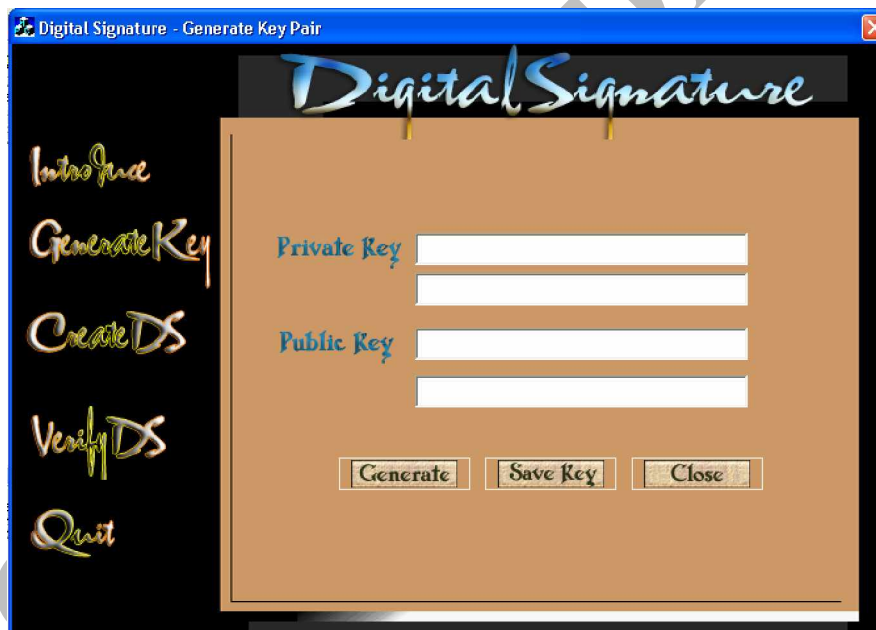 Digital Signature - Generate Key Pair
Digital Signature
Introduce
Generate Key
Create DS
Verify DS
Quit
Private Key
Public Key
Generate
Save Key
Close